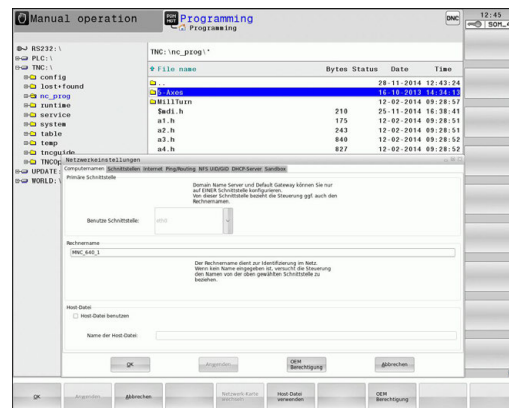 Manual operation
PGM MGT
Programming
Programming
DNC
12:45
SOM_4
RS232:\
PLC:\
TNC:\
config
lost+found
nc_prog
runtime
service
system
table
temp
tncguide
UPDATE:
WORLD:\
TNC:\nc_prog\*
File name Bytes Status Date Time
.. 28-11-2014 12:43:24
5-Axes 16-10-2013 14:34:13
MillTurn 12-02-2014 09:28:57
$mdi.h 210 25-11-2014 16:38:41
a1.h 175 12-02-2014 09:28:51
a2.h 243 12-02-2014 09:28:51
a3.h 840 12-02-2014 09:28:52
a4.h 827 12-02-2014 09:28:52
Netzwerkeinstellungen
Computernamen Schnittstellen Internet Ping/Routing NFS UID/GID DHCP Server Sandbox
Primäre Schnittstelle
Domain Name Server und Default Gateway können Sie nur
auf EINER Schnittstelle konfigurieren.
Von dieser Schnittstelle bezieht die Steuerung ggf. auch den
Rechnernamen.
Benutze Schnittstelle: eth0
Rechnername
MNC_640_1
Der Rechnername dient zur Identifizierung im Netz.
Wenn kein Name eingegeben ist, versucht die Steuerung
den Namen von der oben gewählten Schnittstelle zu
beziehen.
Host-Datei
Host-Datei benutzen
Name der Host-Datei:
OK Anwenden OEM Berechtigung Abbrechen
OK Anwenden Abbrechen Netzwerk-Karte Host-Datei verwenden OEM Berechtigung